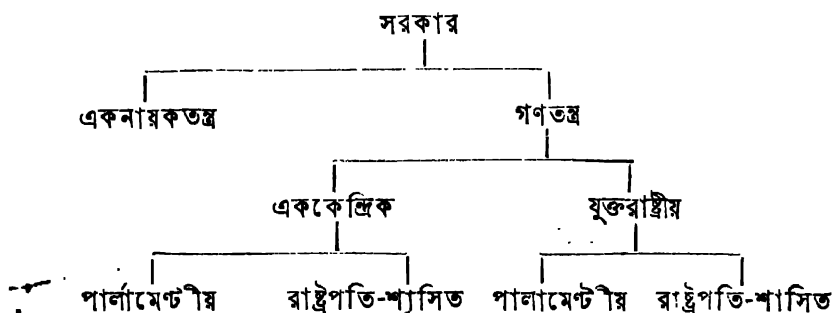 সরকার
একনায়কতন্ত্র গণতন্ত্র
এককেন্দ্রিক যুক্তরাষ্ট্রীয়
পার্লামেণ্টীয় রাষ্ট্রপতি-শাসিত পার্লামেণ্টীয় রাষ্ট্রপতি-শাসিত